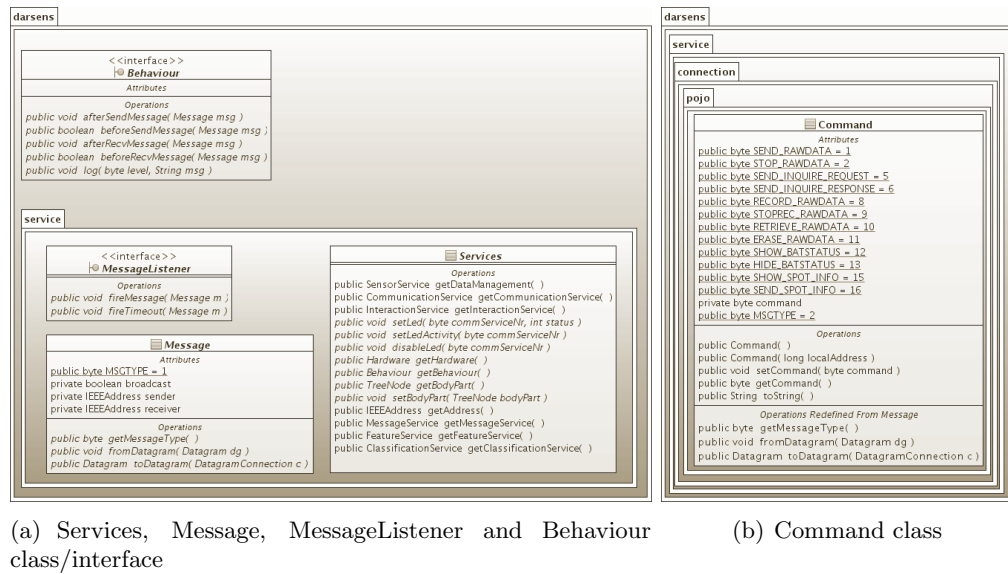 darsens
<<interface>>
Behaviour
Attributes
Operations
public void afterSendMessage( Message msg )
public boolean beforeSendMessage( Message msg )
public void afterRecvMessage( Message msg )
public boolean beforeRecvMessage( Message msg )
public void log( byte level, String msg )
service
<<interface>>
MessageListener
Operations
public void fireMessage( Message m )
public void fireTimeout( Message m )
Message
Attributes
public byte MSGTYPE = 1
private boolean broadcast
private IEEEAddress sender
private IEEEAddress receiver
Operations
public byte getMessageType( )
public void fromDatagram( Datagram dg )
public Datagram toDatagram( DatagramConnection c )
Services
Operations
public SensorService getDataManagement( )
public CommunicationService getCommunicationService( )
public InteractionService getInteractionService( )
public void setLed( byte commServiceNr, int status )
public void setLedActivity( byte commServiceNr )
public void disableLed( byte commServiceNr )
public Hardware getHardware( )
public Behaviour getBehaviour( )
public TreeNode getBodyPart( )
public void setBodyPart( TreeNode bodyPart )
public IEEEAddress getAddress( )
public MessageService getMessageService( )
public FeatureService getFeatureService( )
public ClassificationService getClassificationService( )
(a) Services, Message, MessageListener and Behaviour
class/interface
darsens
service
connection
pojo
Command
Attributes
public byte SEND_RAWDATA = 1
public byte STOP_RAWDATA = 2
public byte SEND_INQUIRE_REQUEST = 5
public byte SEND_INQUIRE_RESPONSE = 6
public byte RECORD_RAWDATA = 8
public byte STOPREC_RAWDATA = 9
public byte RETRIEVE_RAWDATA = 10
public byte ERASE_RAWDATA = 11
public byte SHOW_BATSTATUS = 12
public byte HIDE_BATSTATUS = 13
public byte SHOW_SPOT_INFO = 15
public byte SEND_SPOT_INFO = 16
private byte command
public byte MSGTYPE = 2
Operations
public Command( )
public Command( long localAddress )
public void setCommand( byte command )
public byte getCommand( )
public String toString( )
Operations Redefined From Message
public byte getMessageType( )
public void fromDatagram( Datagram dg )
public Datagram toDatagram( DatagramConnection c )
(b) Command class